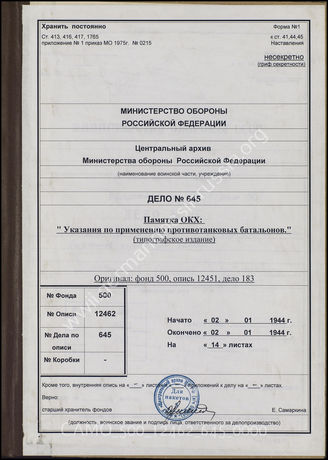 Хранить постоянно
Форма №1
Ст. 413, 416, 417, 1765
приложение № 1 приказ МО 1975г. № 0215
к ст. 41,44,45
Наставления
несекретно
(гриф секретности)
МИНИСТЕРСТВО ОБОРОНЫ
РОССИЙСКОЙ ФЕДЕРАЦИИ
Центральный архив
Министерства обороны Российской Федерации
(наименование воинской части, учреждения)
ДЕЛО № 645
Памятка ОКХ:
" Указания по применению противотанковых батальонов."
(типографское издание)
Оригинал: фонд 500, опись 12451, дело 183
№ Фонда 500
№ Описи 12462
№ Дела по описи 645
№ Коробки -
Начато « 02 » 01 1944 г.
Окончено « 02 » 01 1944 г.
На « 14 » листах
Кроме того, внутренняя опись на « – » листах приложений к делу на « – » листах.
Верно:
Для пакетов
старший хранитель фондов
Е. Самаркина
(должность, воинское звание и подпись лица, ответственного за делопроизводство)